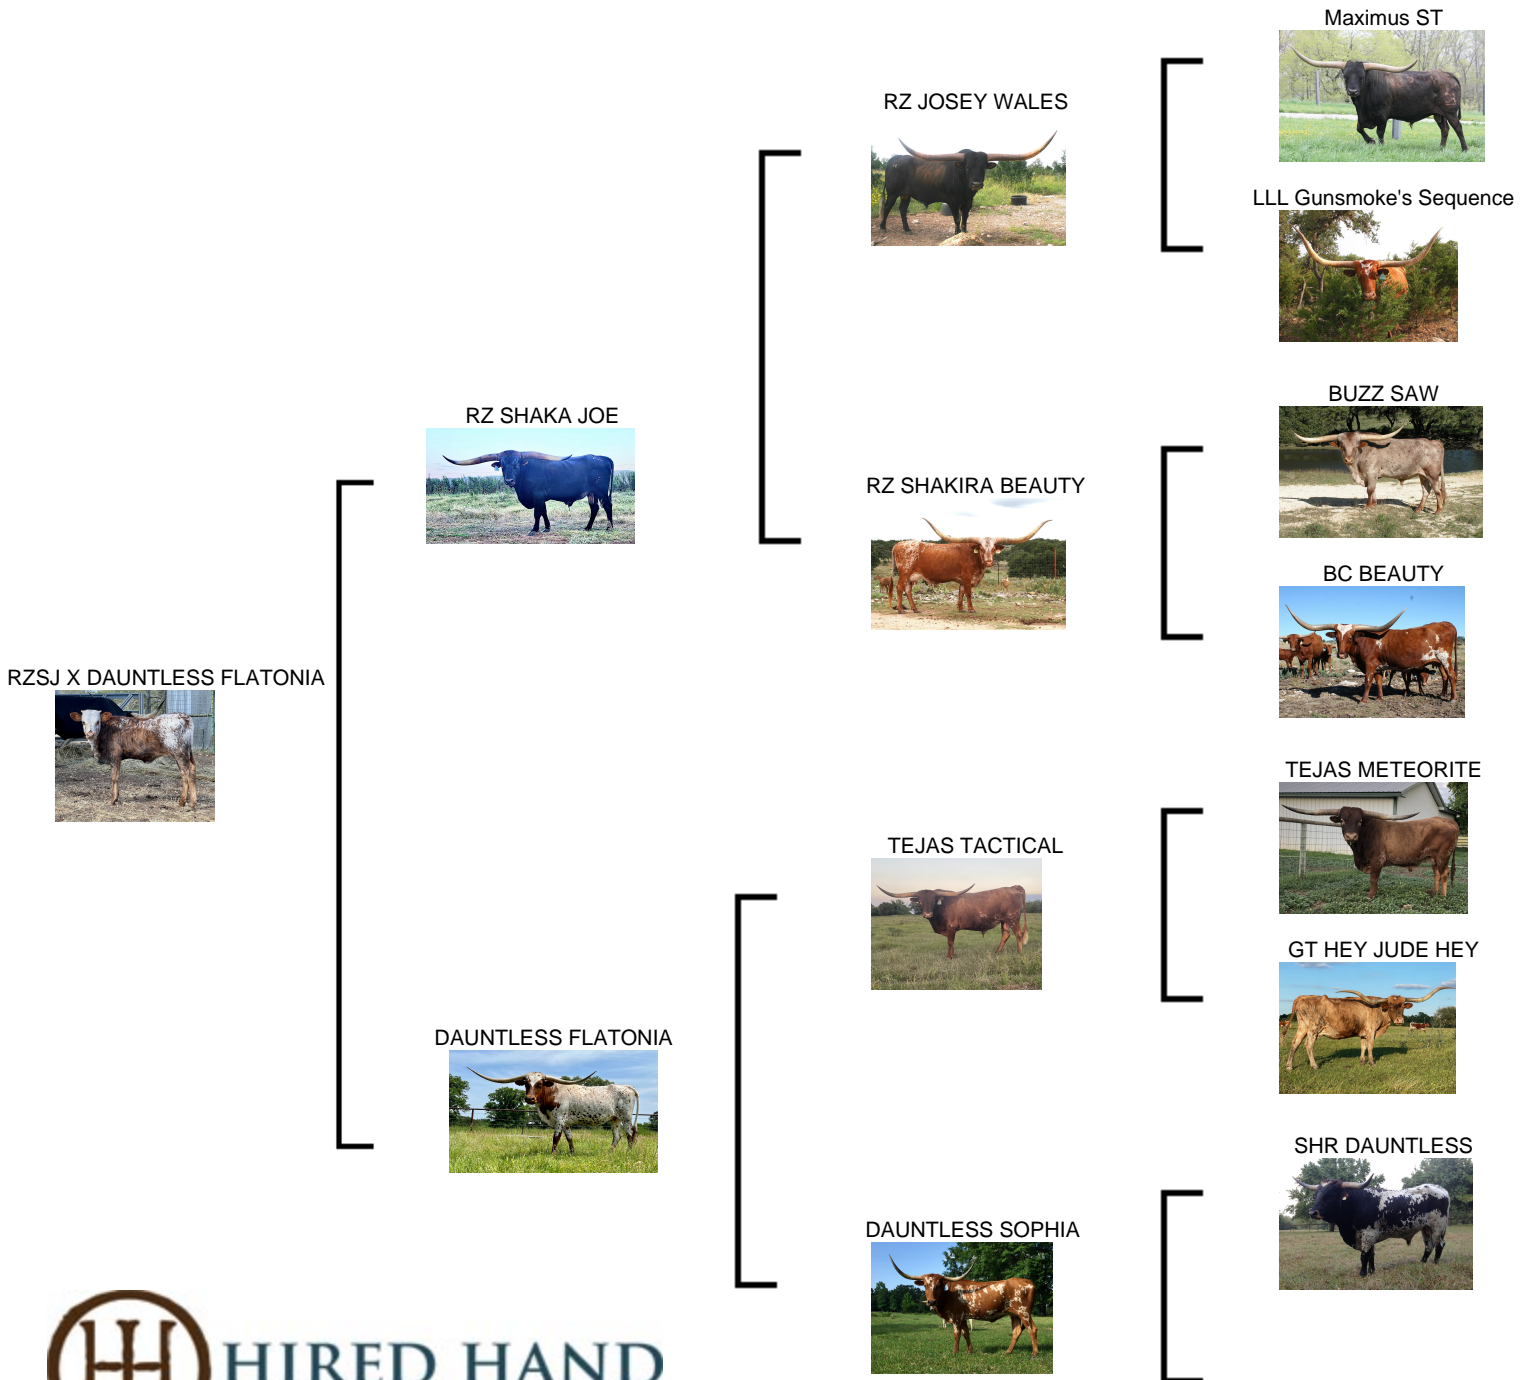 Maximus ST
RZ JOSEY WALES
LLL Gunsmoke's Sequence
RZ SHAKA JOE
BUZZ SAW
RZ SHAKIRA BEAUTY
BC BEAUTY
RZSJ X DAUNTLESS FLATONIA
TEJAS METEORITE
TEJAS TACTICAL
GT HEY JUDE HEY
DAUNTLESS FLATONIA
SHR DAUNTLESS
DAUNTLESS SOPHIA
HIRED HAND